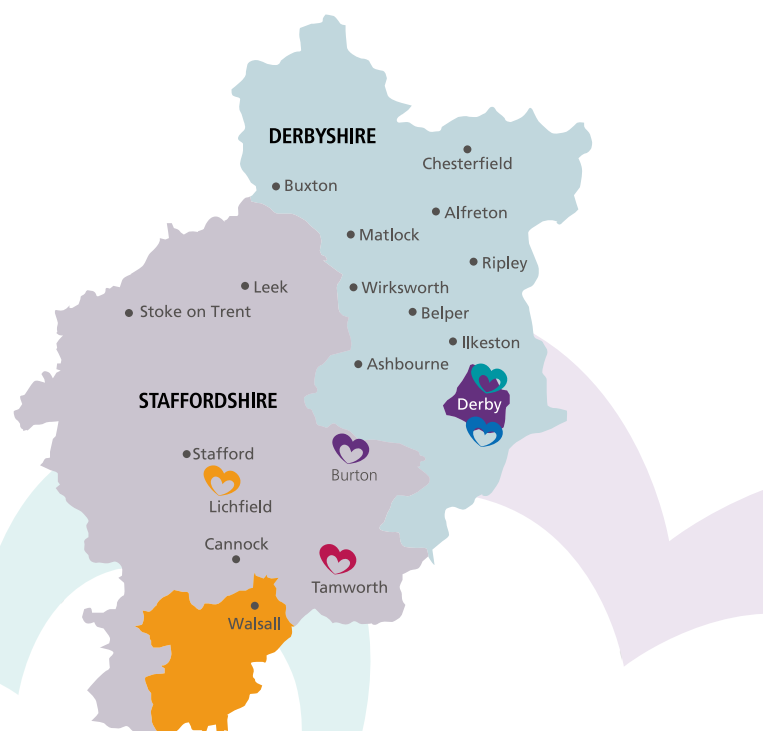 DERBYSHIRE
Chesterfield
Buxton
Alfreton
Matlock
Ripley
Leek
Wirksworth
Stoke on Trent
Belper
Ilkeston
Ashbourne
STAFFORDSHIRE
Derby
Stafford
Burton
Lichfield
Cannock
Tamworth
Walsall